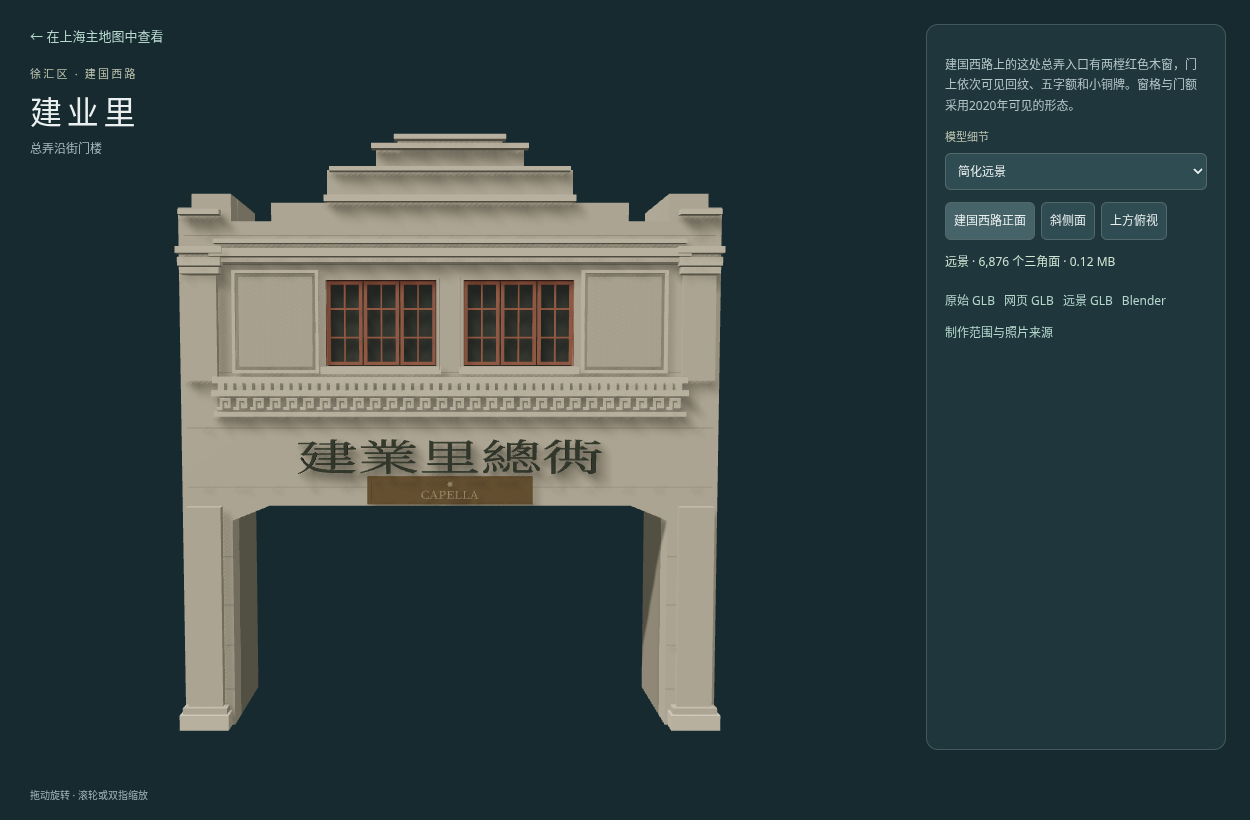 ← 在上海主地图中查看
徐汇区 · 建国西路
建业里
总弄沿街门楼
建業里總衖
CAPELLA
建国西路上的这处总弄入口有两樘红色木窗，门
上依次可见回纹、五字额和小铜牌。窗格与门额
采用2020年可见的形态。
模型细节
简化远景
建国西路正面 斜侧面 上方俯视
远景 · 6,876 个三角面 · 0.12 MB
原始 GLB 网页 GLB 远景 GLB Blender
制作范围与照片来源
拖动旋转 · 滚轮或双指缩放